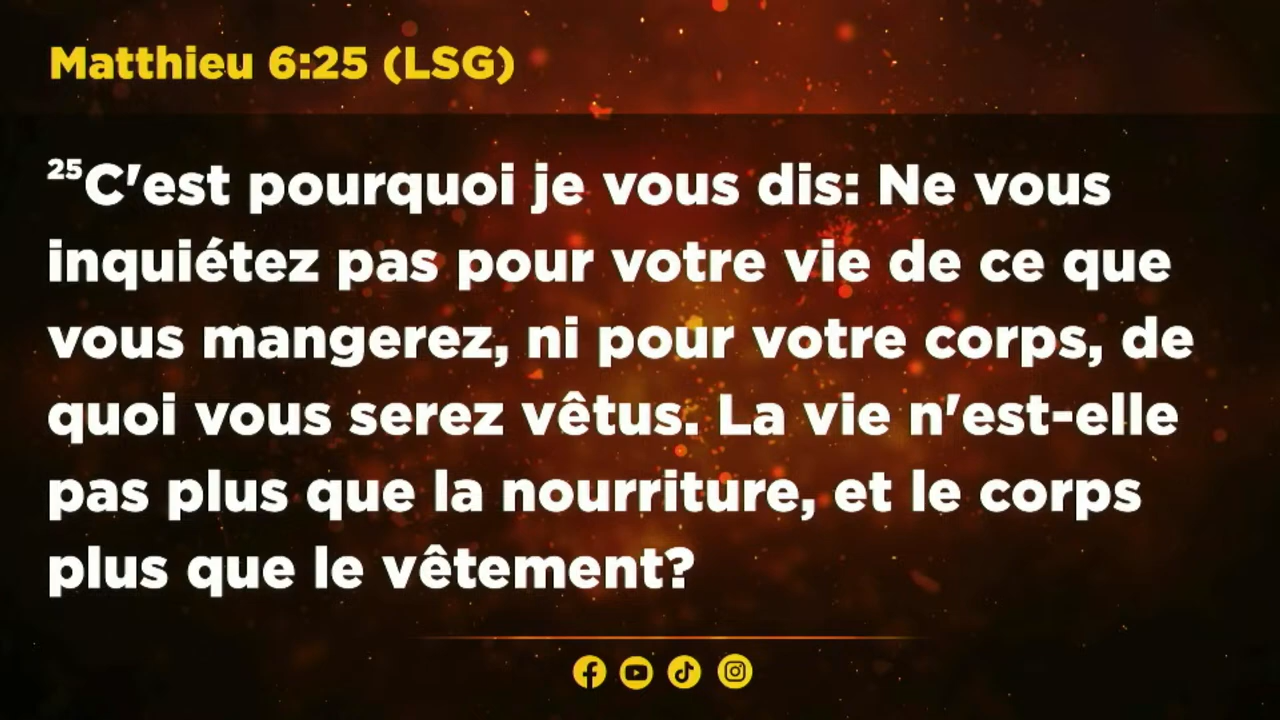 Matthieu 6:25 (LSG)
²⁵C'est pourquoi je vous dis: Ne vous
inquiétez pas pour votre vie de ce que
vous mangerez, ni pour votre corps, de
quoi vous serez vêtus. La vie n'est-elle
pas plus que la nourriture, et le corps
plus que le vêtement?